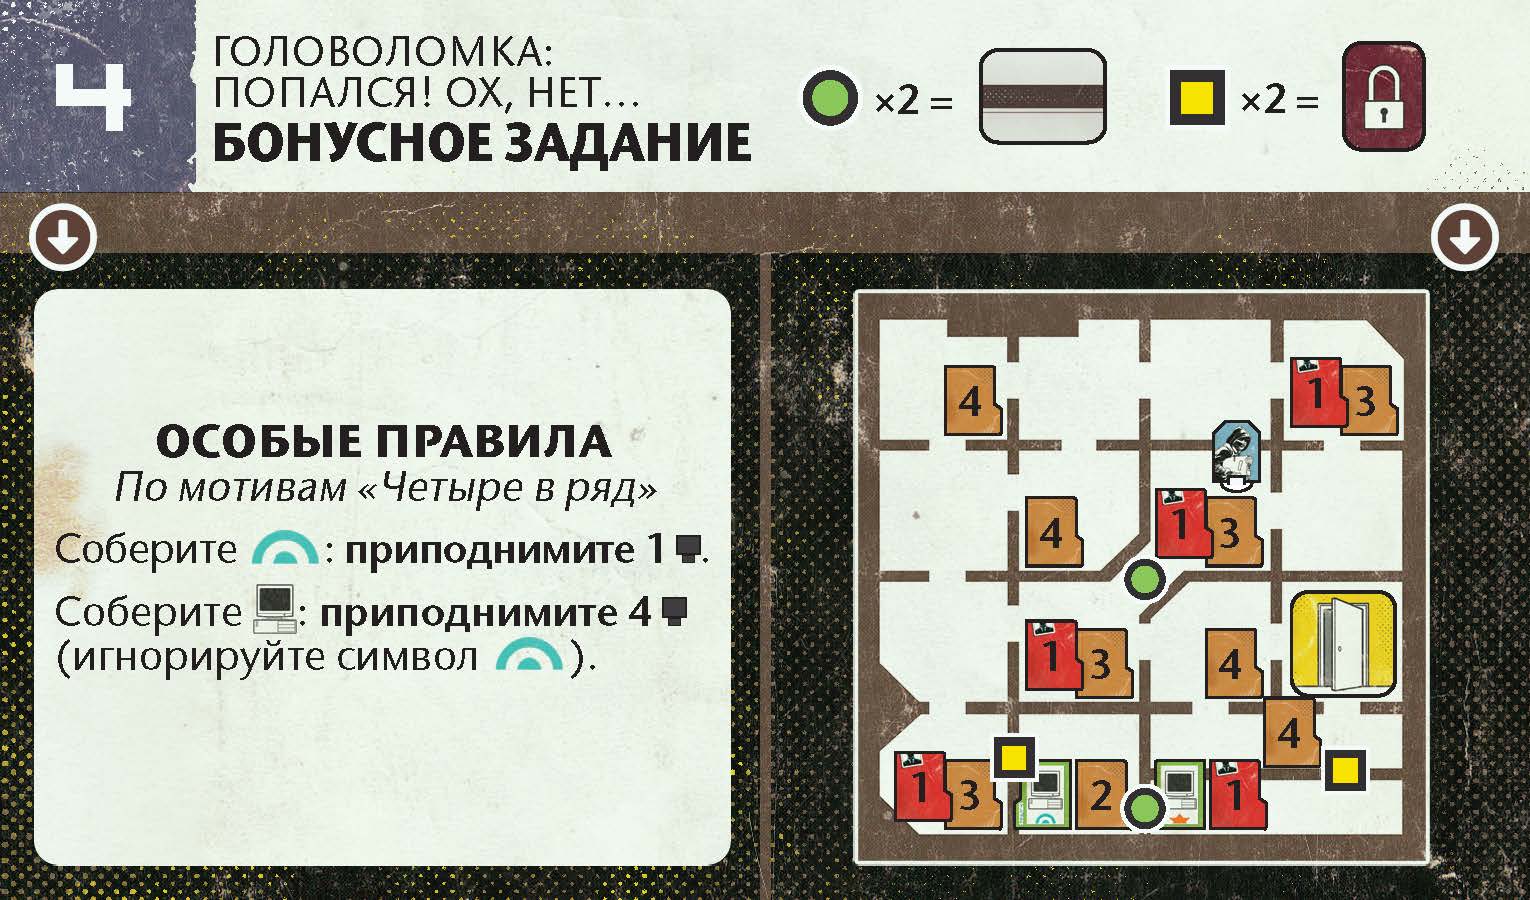 4
ГОЛОВОЛОМКА:
ПОПАЛСЯ! ОХ, НЕТ...
БОНУСНОЕ ЗАДАНИЕ
×2 =
×2 =
ОСОБЫЕ ПРАВИЛА
По мотивам «Четыре в ряд»
Соберите : приподнимите 1 .
Соберите : приподнимите 4
(игнорируйте символ ).
4
1 3
4
1 3
1 3
4
4
1 3
2
1